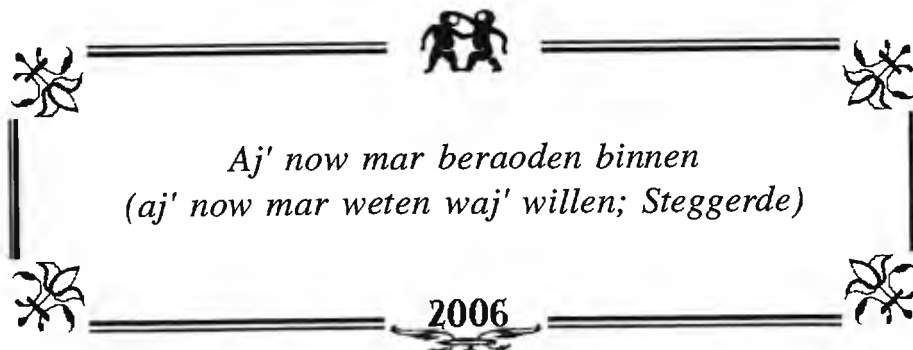 Aj' now mar beraoden binnen
(aj' now mar weten waj' willen; Steggerde)
2006